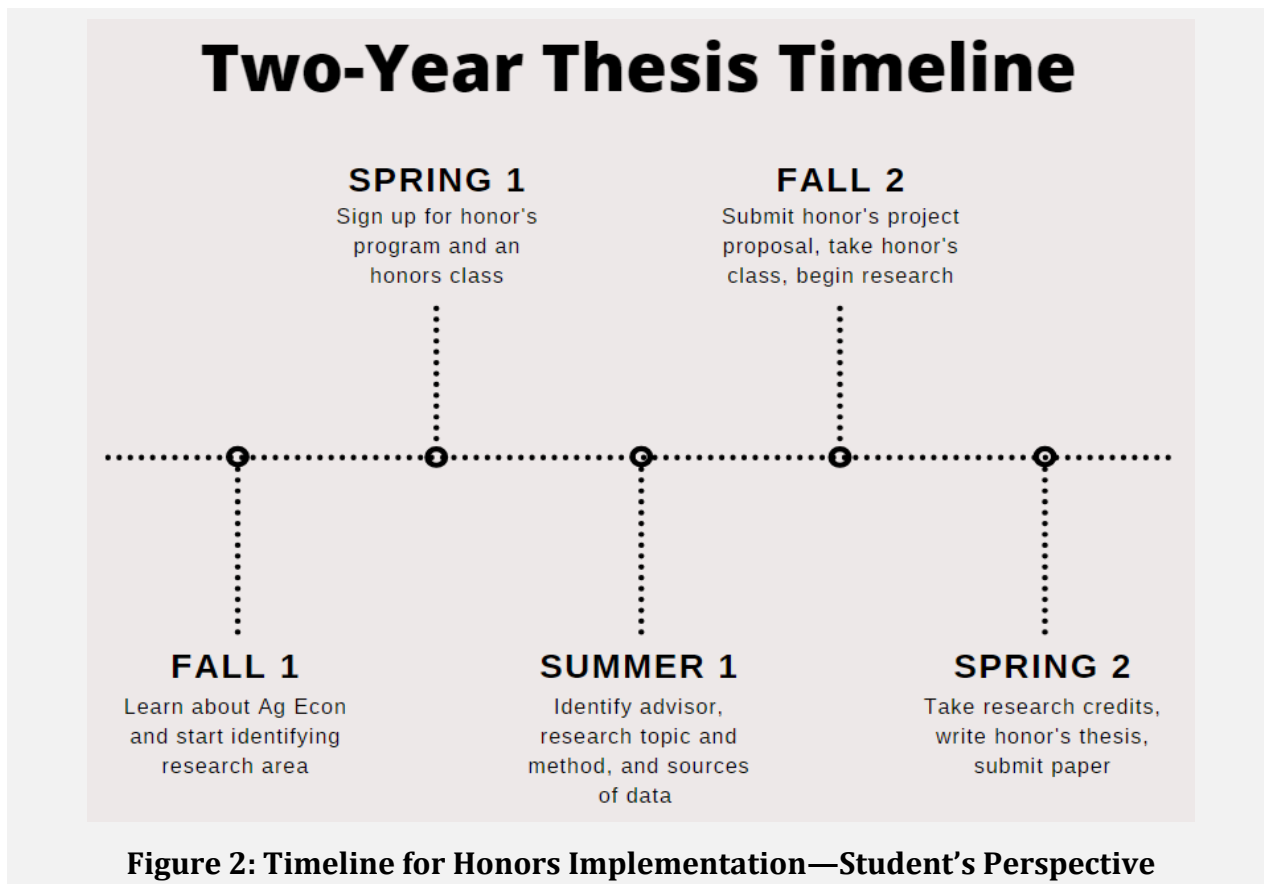 Two-Year Thesis Timeline
SPRING 1
Sign up for honor's
program and an
honors class
FALL 2
Submit honor's project
proposal, take honor's
class, begin research
FALL 1
Learn about Ag Econ
and start identifying
research area
SUMMER 1
Identify advisor,
research topic and
method, and sources
of data
SPRING 2
Take research credits,
write honor's thesis,
submit paper
Figure 2: Timeline for Honors Implementation—Student’s Perspective